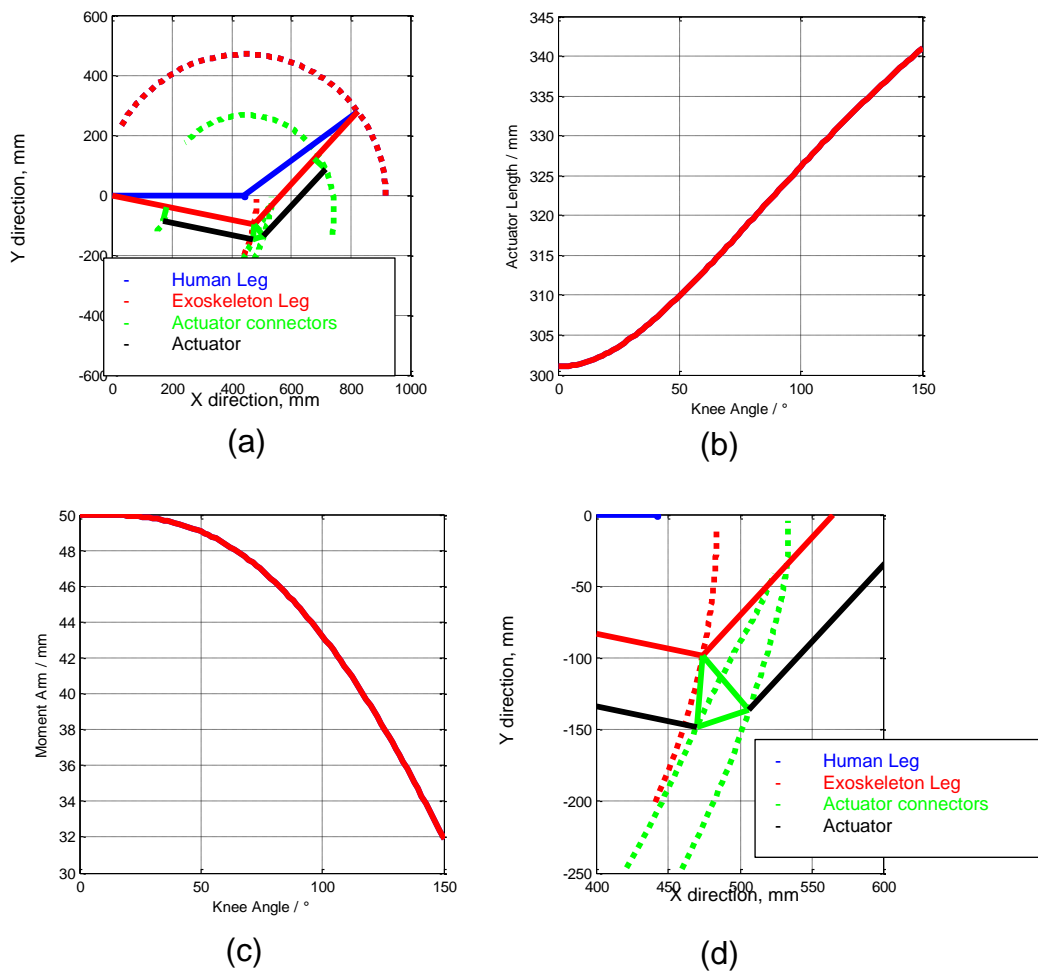 600
400
200
0
-200
-400
-600
Y direction, mm
0 200 400 600 800 1000
X direction, mm
- Human Leg
- Exoskeleton Leg
- Actuator connectors
- Actuator
(a)
345
340
335
330
325
320
315
310
305
300
Actuator Length / mm
0 50 100 150
Knee Angle / °
(b)
50
48
46
44
42
40
38
36
34
32
30
Moment Arm / mm
0 50 100 150
Knee Angle / °
(c)
0
-50
-100
-150
-200
-250
Y direction, mm
400 450 500 550 600
X direction, mm
- Human Leg
- Exoskeleton Leg
- Actuator connectors
- Actuator
(d)